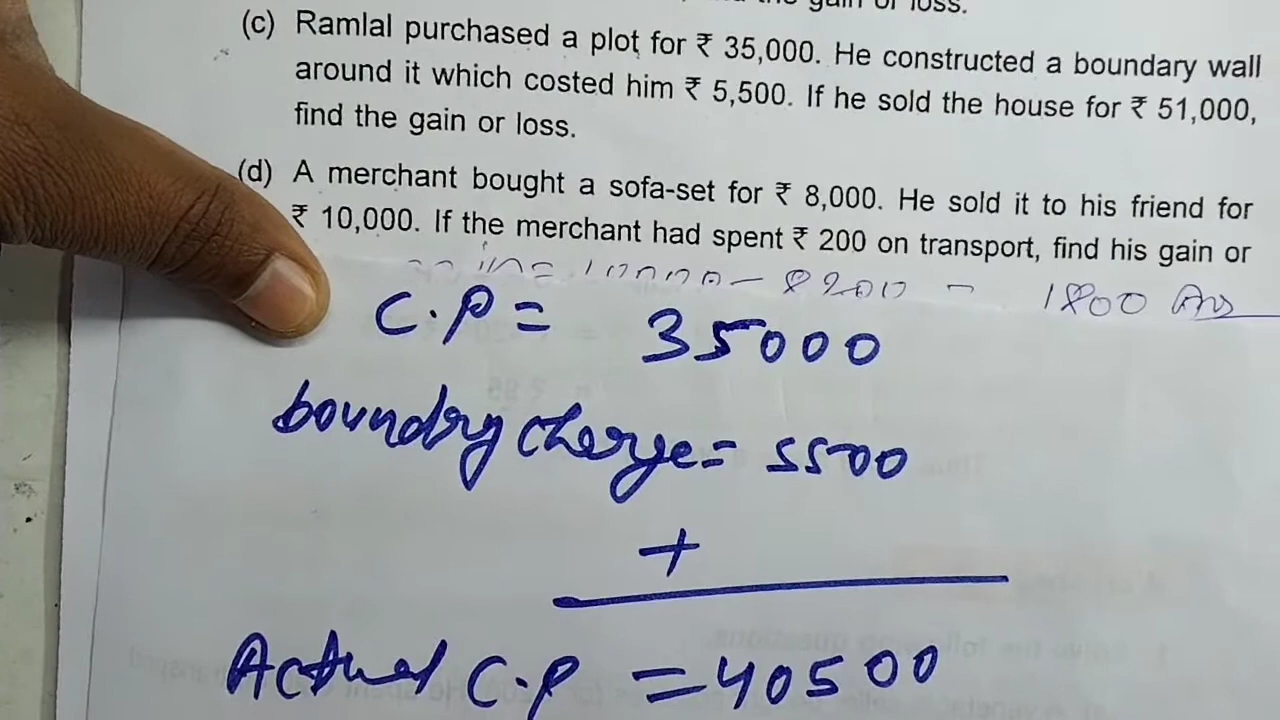 gain or loss.
(c) Ramlal purchased a plot for ₹ 35,000. He constructed a boundary wall
around it which costed him ₹ 5,500. If he sold the house for ₹ 51,000,
find the gain or loss.
(d) A merchant bought a sofa-set for ₹ 8,000. He sold it to his friend for
₹ 10,000. If the merchant had spent ₹ 200 on transport, find his gain or
1800 Ans
C.P = 35000
boundry charge = 5500
+
Actual C.P = 40500